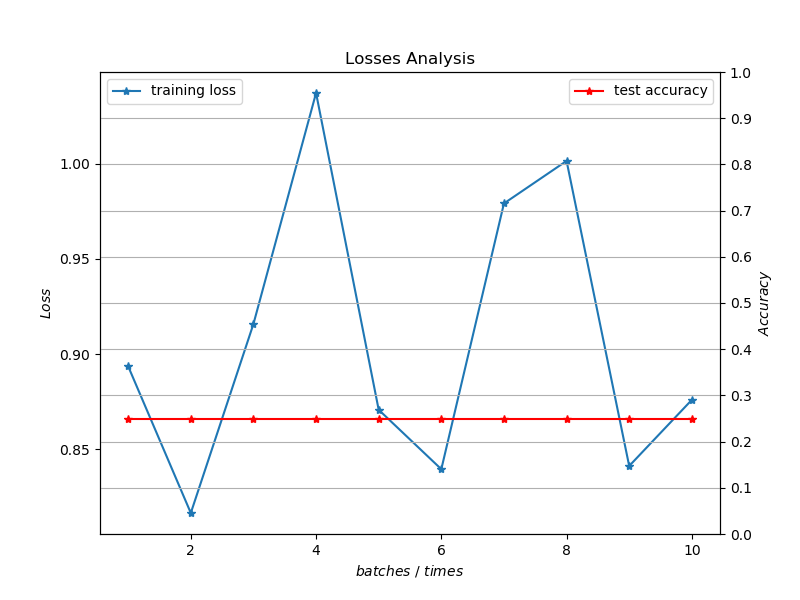 Losses Analysis
training loss
test accuracy
1.00
0.95
0.90
0.85
Loss
1.0
0.9
0.8
0.7
0.6
0.5
0.4
0.3
0.2
0.1
0.0
Accuracy
2 4 6 8 10
batches / times